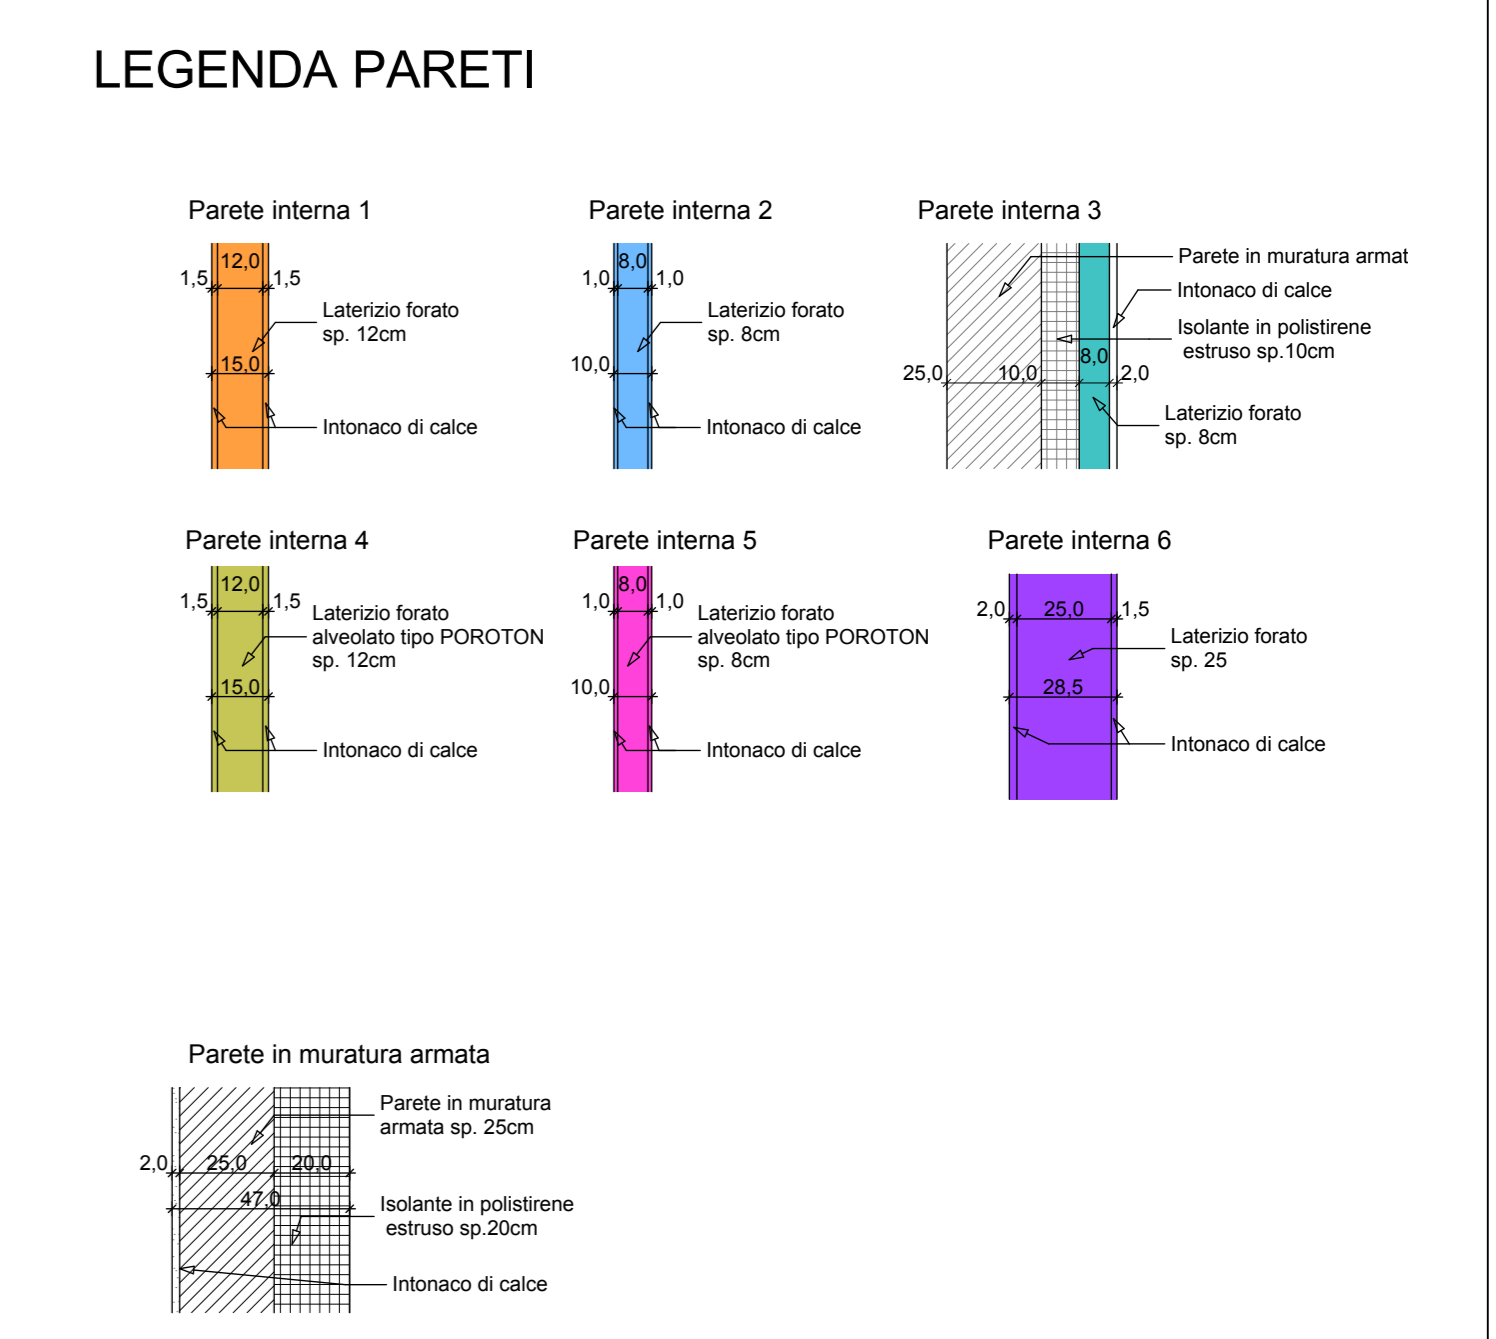 LEGENDA PARETI
Parete interna 1
12,0
1,5
1,5
Laterizio forato
sp. 12cm
15,0
Intonaco di calce
Parete interna 2
8,0
1,0
1,0
Laterizio forato
sp. 8cm
10,0
Intonaco di calce
Parete interna 3
Parete in muratura armat
Intonaco di calce
Isolante in polistirene
estruso sp.10cm
8,0
25,0
10,0
2,0
Laterizio forato
sp. 8cm
Parete interna 4
12,0
1,5
1,5
Laterizio forato
alveolato tipo POROTON
sp. 12cm
15,0
Intonaco di calce
Parete interna 5
8,0
1,0
1,0
Laterizio forato
alveolato tipo POROTON
sp. 8cm
10,0
Intonaco di calce
Parete interna 6
2,0
25,0
1,5
Laterizio forato
sp. 25
28,5
Intonaco di calce
Parete in muratura armata
Parete in muratura
armata sp. 25cm
2,0
25,0
20,0
47,0
Isolante in polistirene
estruso sp.20cm
Intonaco di calce